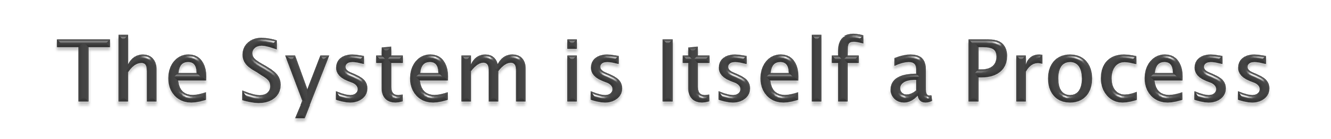 The System is Itself a Process